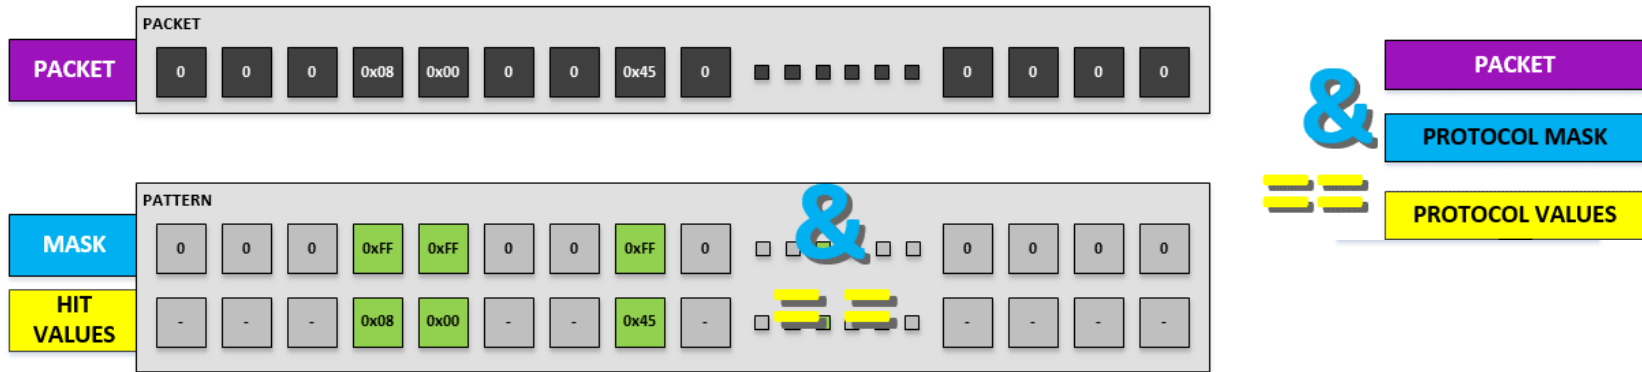 PACKET
PACKET
0 0 0 0x08 0x00 0 0 0x45 0 0 0 0 0
PATTERN
MASK
0 0 0 0xFF 0xFF 0 0 0xFF 0 & 0 0 0 0
HIT
VALUES
- - - 0x08 0x00 - - 0x45 - == - - - -
PACKET
&
PROTOCOL MASK
==
PROTOCOL VALUES